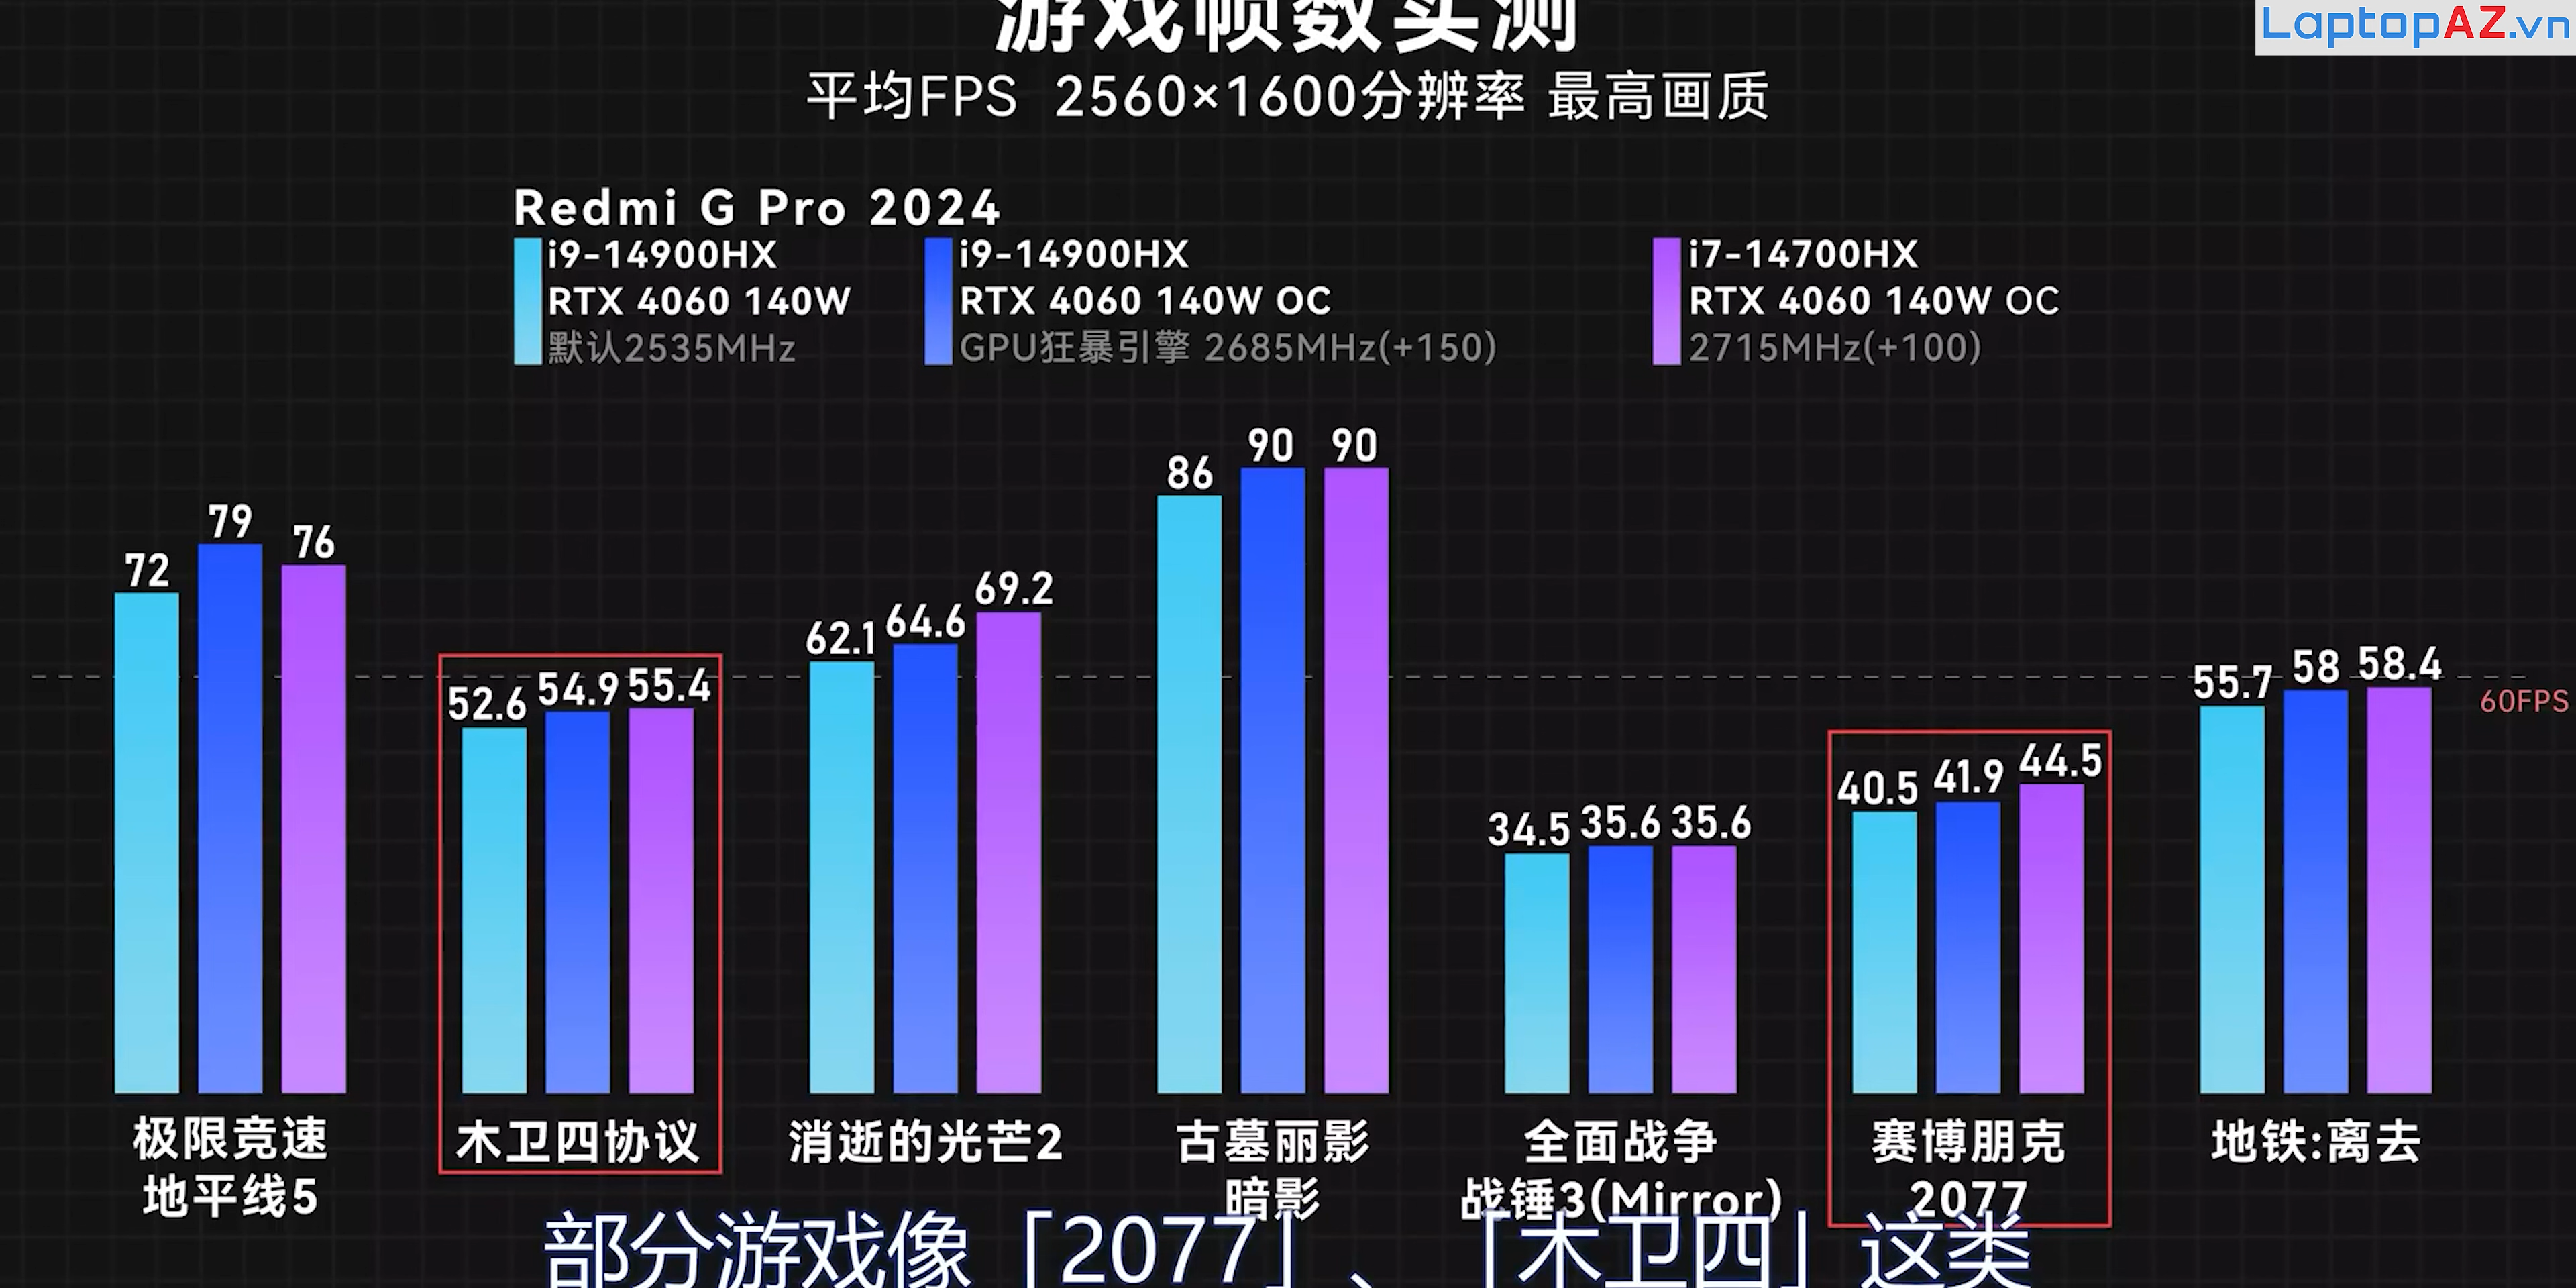 游戏帧数实测
LaptopAZ.vn
平均FPS 2560×1600分辨率 最高画质
Redmi G Pro 2024
i9-14900HX
RTX 4060 140W
默认2535MHz
i9-14900HX
RTX 4060 140W OC
GPU狂暴引擎 2685MHz(+150)
i7-14700HX
RTX 4060 140W OC
2715MHz(+100)
72 79 76
52.6 54.9 55.4
62.1 64.6 69.2
86 90 90
34.5 35.6 35.6
40.5 41.9 44.5
55.7 58 58.4
60FPS
极限竞速
地平线5
木卫四协议
消逝的光芒2
古墓丽影
暗影
全面战争
战锤3(Mirror)
赛博朋克
2077
地铁:离去
部分游戏像「2077」、「木卫四」这类